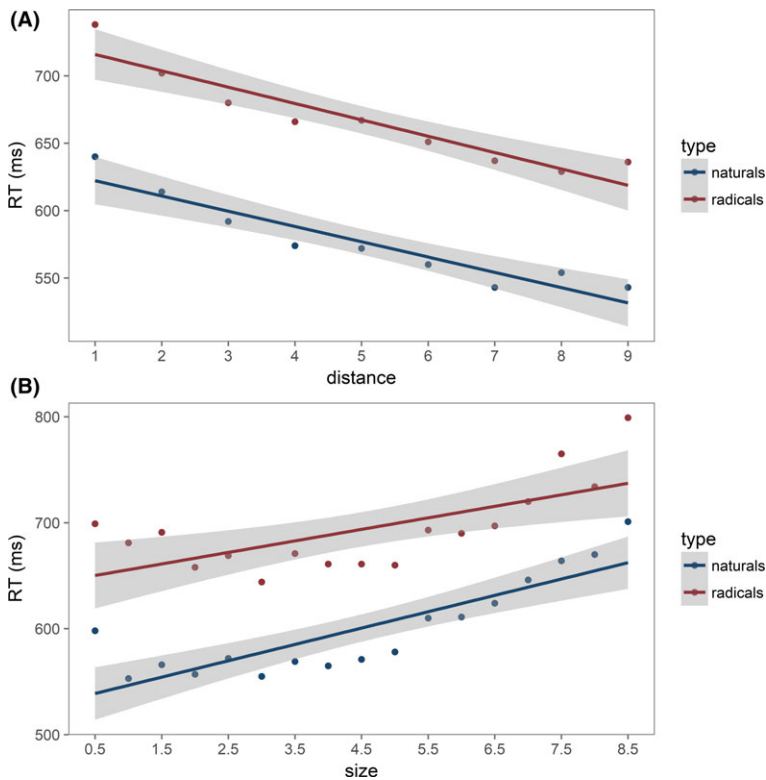 (A)
700
650
600
550
RT (ms)
1 2 3 4 5 6 7 8 9
distance
type
naturals
radicals
(B)
800
700
600
500
RT (ms)
0.5 1.5 2.5 3.5 4.5 5.5 6.5 7.5 8.5
size
type
naturals
radicals